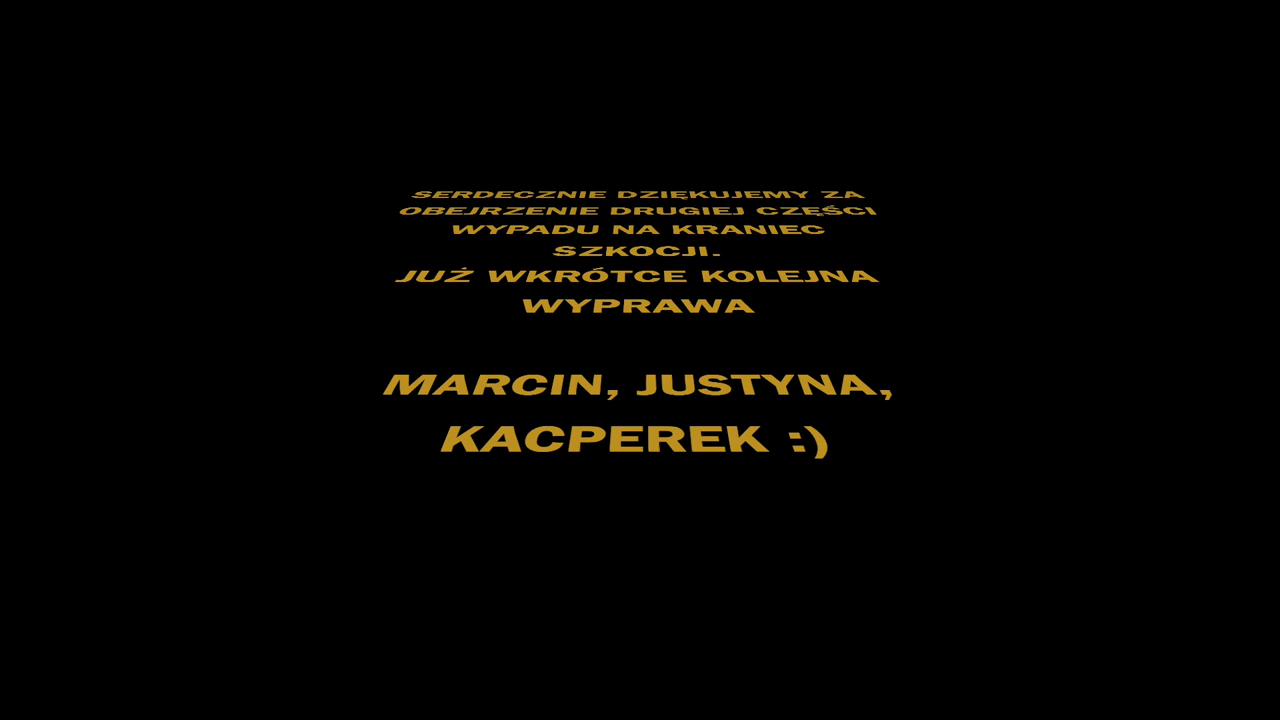 SERDECZNIE DZIĘKUJEMY ZA
OBEJRZENIE DRUGIEJ CZĘŚCI
WYPADU NA KRANIEC
SZKOCJI.
JUŻ WKRÓTCE KOLEJNA
WYPRAWA
MARCIN, JUSTYNA,
KACPEREK :)